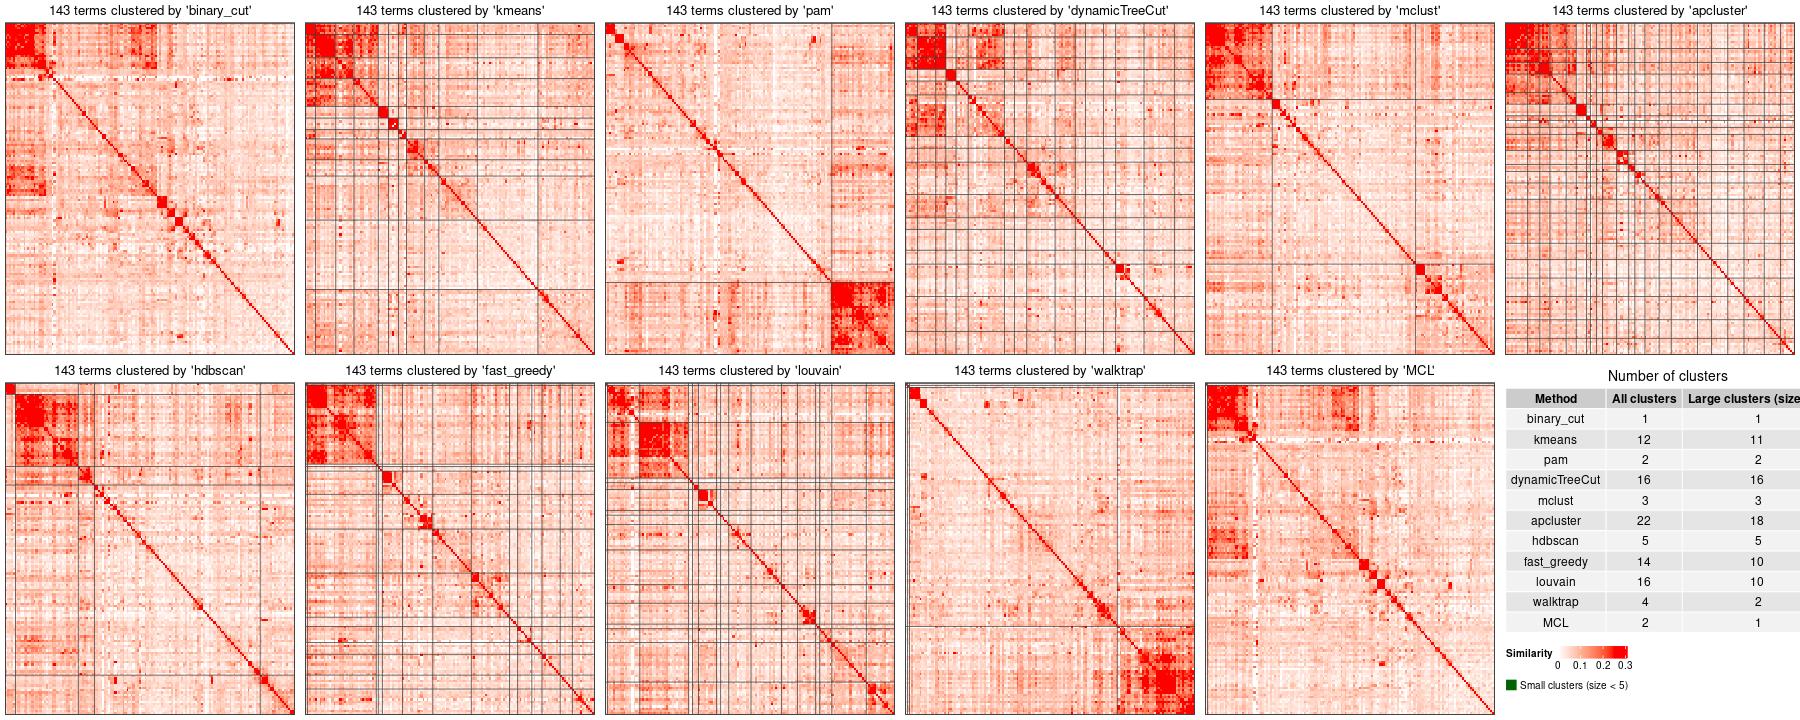 143 terms clustered by 'binary_cut'
143 terms clustered by 'kmeans'
143 terms clustered by 'pam'
143 terms clustered by 'dynamicTreeCut'
143 terms clustered by 'mclust'
143 terms clustered by 'apcluster'
143 terms clustered by 'hdbscan'
143 terms clustered by 'fast_greedy'
143 terms clustered by 'louvain'
143 terms clustered by 'walktrap'
143 terms clustered by 'MCL'
Number of clusters
Method All clusters Large clusters (size
binary_cut 1 1
kmeans 12 11
pam 2 2
dynamicTreeCut 16 16
mclust 3 3
apcluster 22 18
hdbscan 5 5
fast_greedy 14 10
louvain 16 10
walktrap 4 2
MCL 2 1
Similarity
0 0.1 0.2 0.3
Small clusters (size < 5)